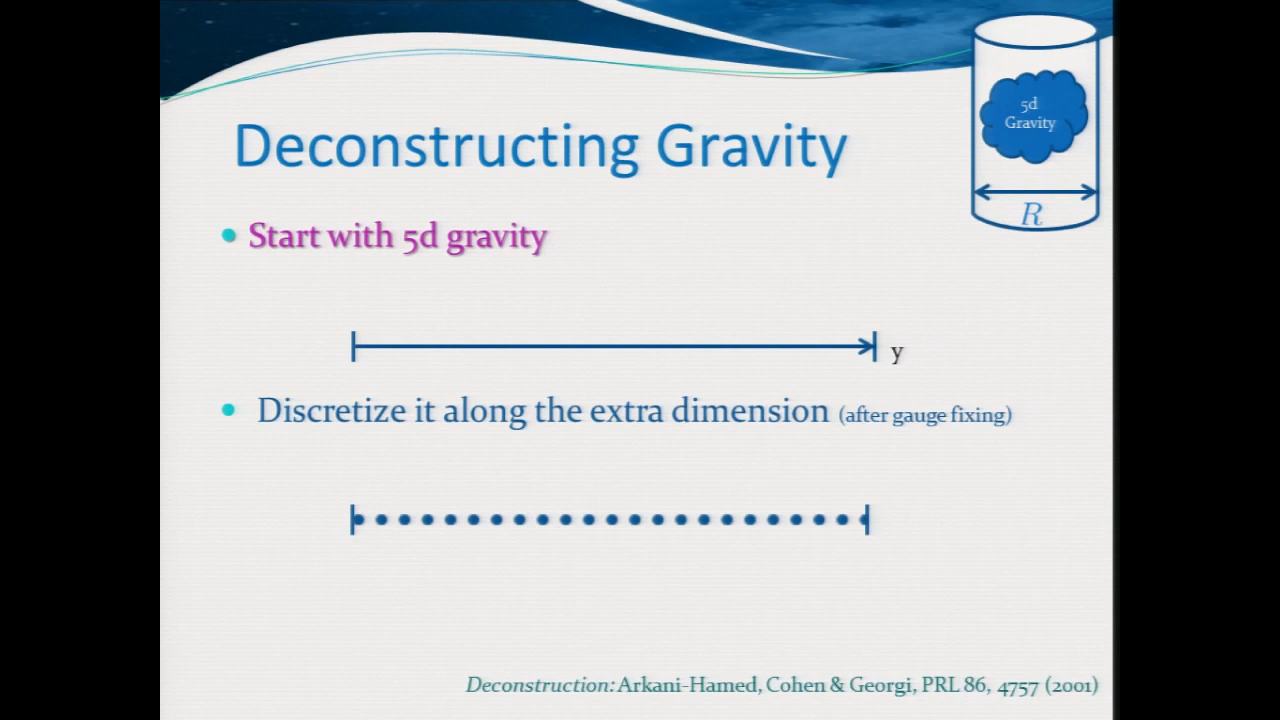 5d
Gravity
R
Deconstructing Gravity
• Start with 5d gravity
y
• Discretize it along the extra dimension (after gauge fixing)
Deconstruction: Arkani-Hamed, Cohen & Georgi, PRL 86, 4757 (2001)